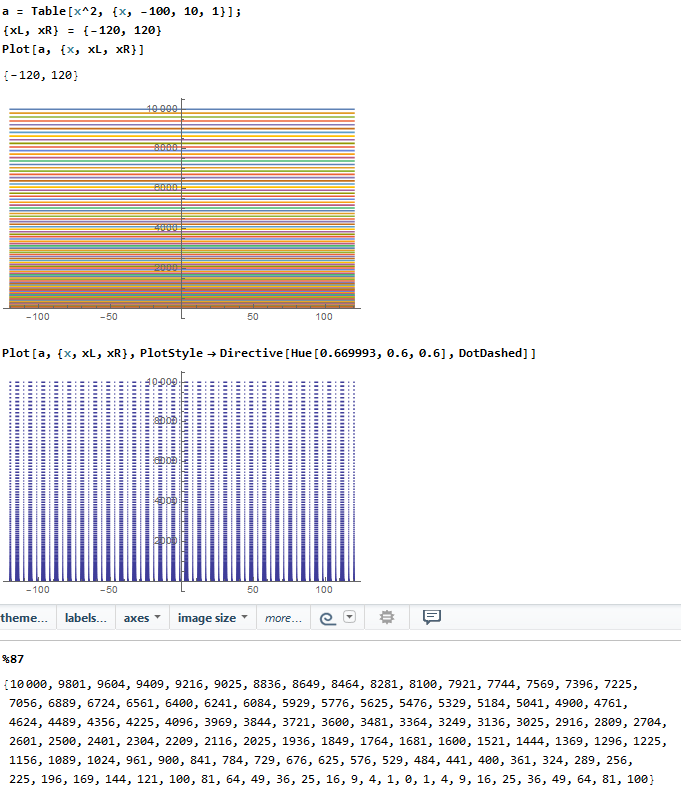 a = Table[x^2, {x, -100, 10, 1}];
{xL, xR} = {-120, 120}
Plot[a, {x, xL, xR}]
{-120, 120}
10000
8000
6000
4000
2000
-100 -50 50 100
Plot[a, {x, xL, xR}, PlotStyle → Directive[Hue[0.669993, 0.6, 0.6], DotDashed]]
10000
8000
6000
4000
2000
-100 -50 50 100
theme... labels... axes image size more...
%87
{10000, 9801, 9604, 9409, 9216, 9025, 8836, 8649, 8464, 8281, 8100, 7921, 7744, 7569, 7396, 7225,
7056, 6889, 6724, 6561, 6400, 6241, 6084, 5929, 5776, 5625, 5476, 5329, 5184, 5041, 4900, 4761,
4624, 4489, 4356, 4225, 4096, 3969, 3844, 3721, 3600, 3481, 3364, 3249, 3136, 3025, 2916, 2809, 2704,
2601, 2500, 2401, 2304, 2209, 2116, 2025, 1936, 1849, 1764, 1681, 1600, 1521, 1444, 1369, 1296, 1225,
1156, 1089, 1024, 961, 900, 841, 784, 729, 676, 625, 576, 529, 484, 441, 400, 361, 324, 289, 256,
225, 196, 169, 144, 121, 100, 81, 64, 49, 36, 25, 16, 9, 4, 1, 0, 1, 4, 9, 16, 25, 36, 49, 64, 81, 100}